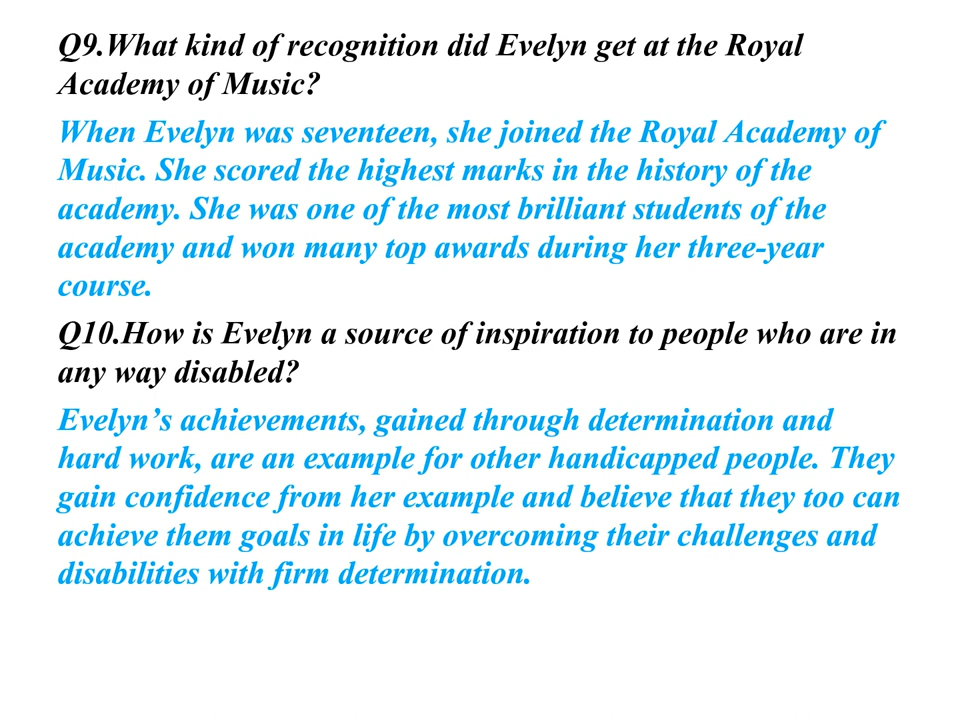 Q9.What kind of recognition did Evelyn get at the Royal
Academy of Music?
When Evelyn was seventeen, she joined the Royal Academy of
Music. She scored the highest marks in the history of the
academy. She was one of the most brilliant students of the
academy and won many top awards during her three-year
course.
Q10.How is Evelyn a source of inspiration to people who are in
any way disabled?
Evelyn’s achievements, gained through determination and
hard work, are an example for other handicapped people. They
gain confidence from her example and believe that they too can
achieve them goals in life by overcoming their challenges and
disabilities with firm determination.